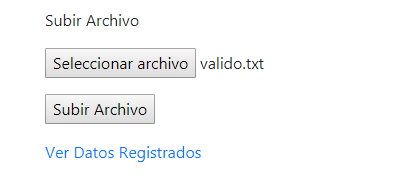 Subir Archivo
Seleccionar archivo valido.txt
Subir Archivo
Ver Datos Registrados